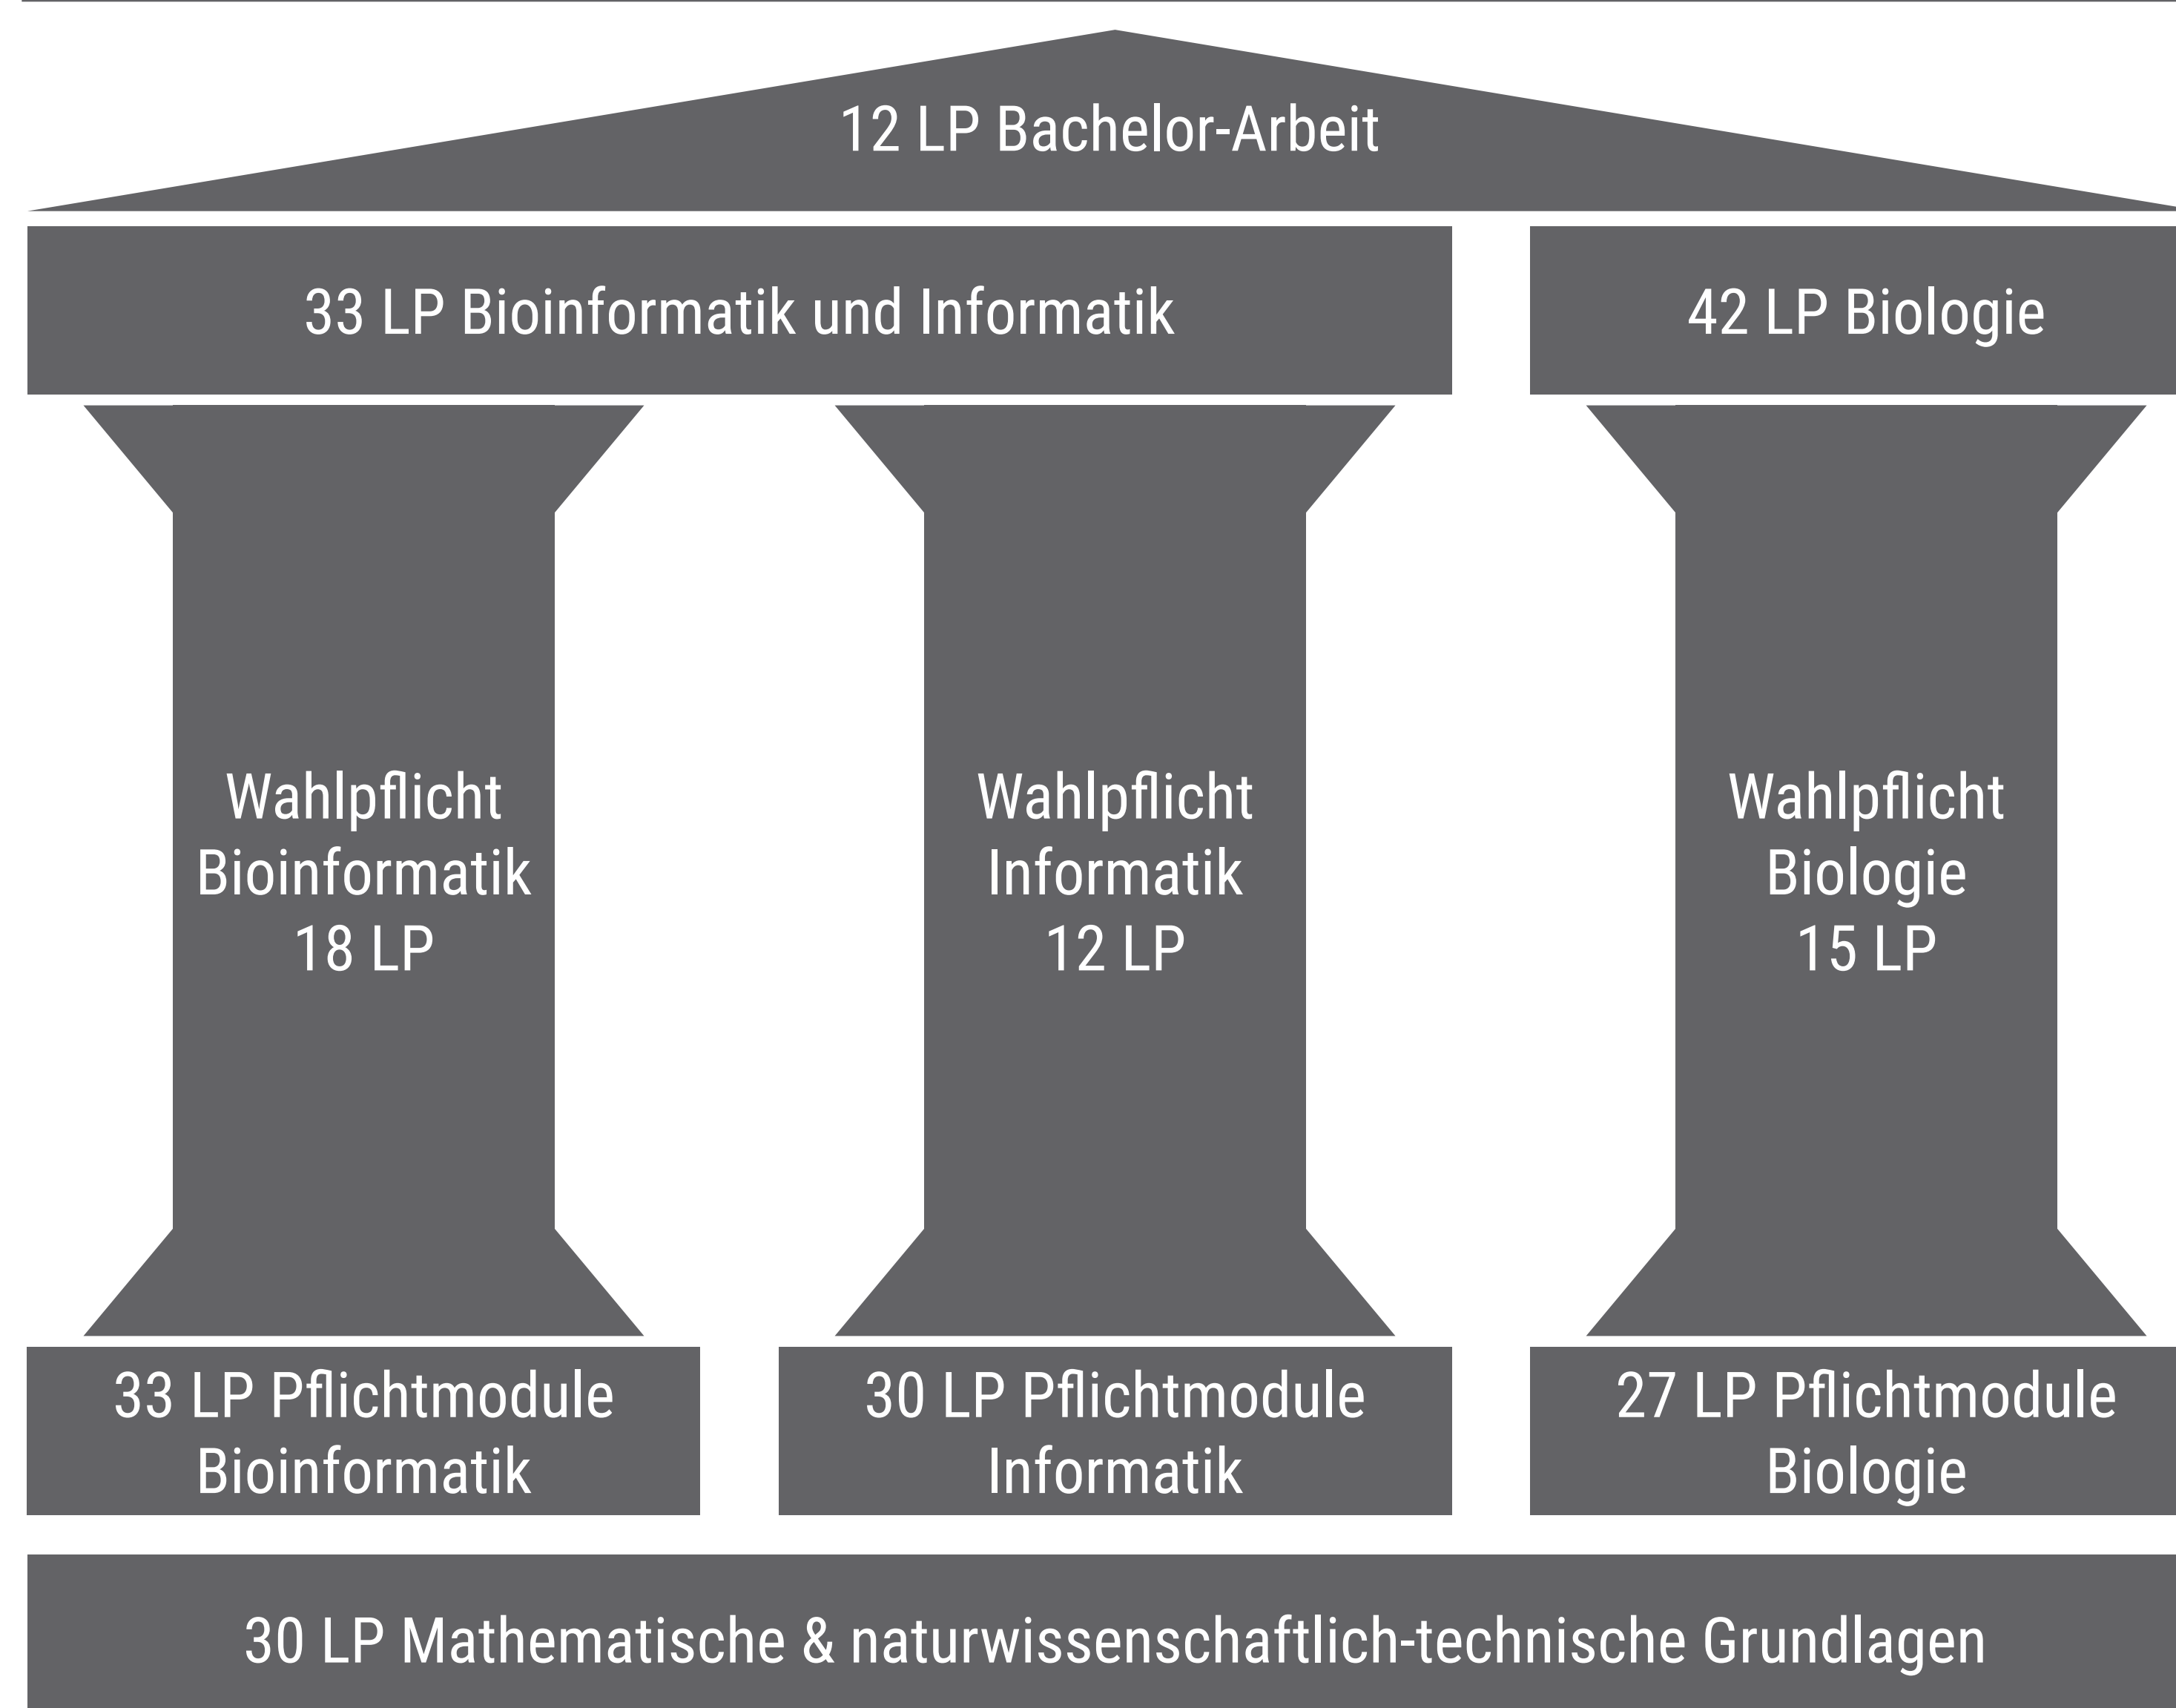 12 LP Bachelor-Arbeit
33 LP Bioinformatik und Informatik
42 LP Biologie
Wahlpflicht
Bioinformatik
18 LP
Wahlpflicht
Informatik
12 LP
Wahlpflicht
Biologie
15 LP
33 LP Pflichtmodule
Bioinformatik
30 LP Pflichtmodule
Informatik
27 LP Pflichtmodule
Biologie
30 LP Mathematische & naturwissenschaftlich-technische Grundlagen